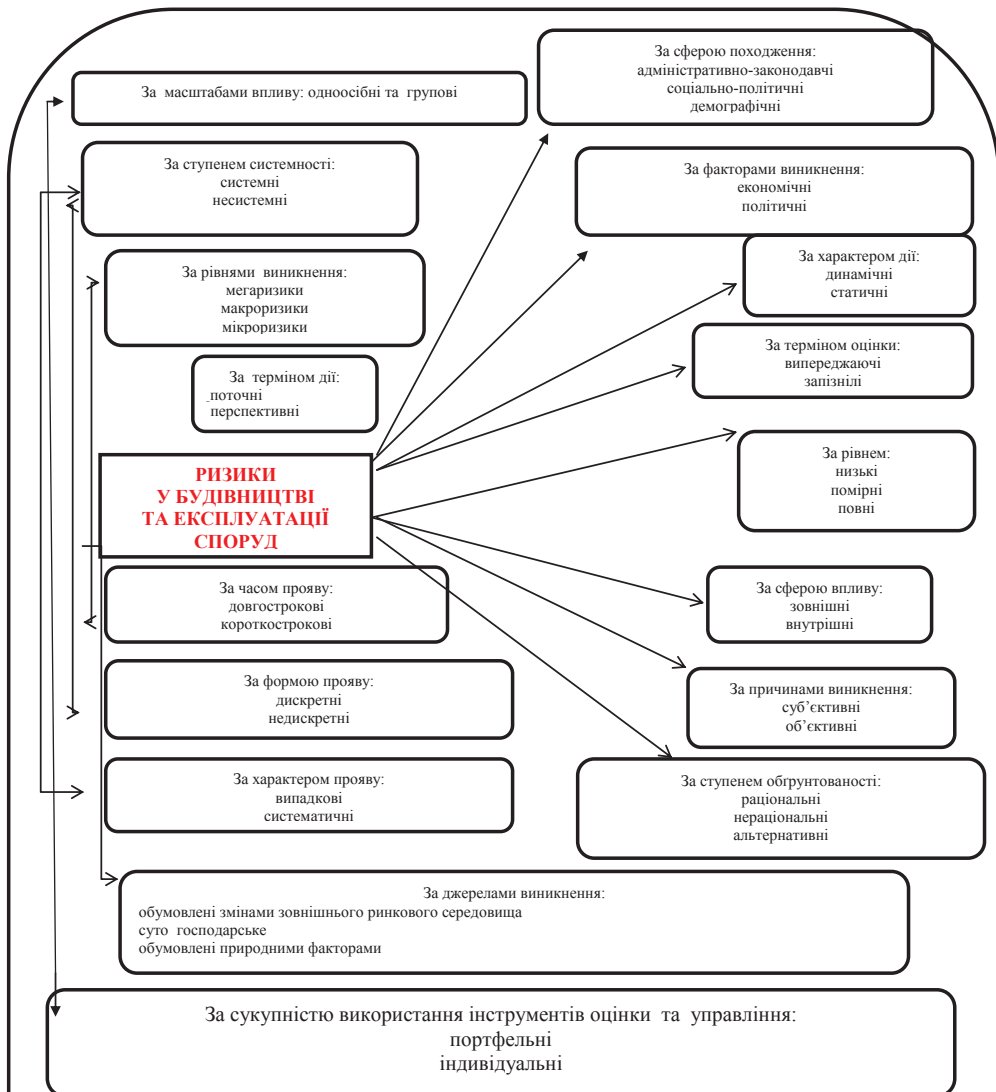 За масштабами впливу: одноосібні та групові
За ступенем системності:
системні
несистемні
За рівнями виникнення:
мегаризики
макроризики
мікроризики
За терміном дії:
поточні
перспективні
РИЗИКИ
У БУДІВНИЦТВІ
ТА ЕКСПЛУАТАЦІЇ
СПОРУД
За часом прояву:
довгострокові
короткострокові
За формою прояву:
дискретні
недискретні
За характером прояву:
випадкові
систематичні
За сферою походження:
адміністративно-законодавчі
соціально-політичні
демографічні
За факторами виникнення:
економічні
політичні
За характером дії:
динамічні
статичні
За терміном оцінки:
випереджаючі
запізнілі
За рівнем:
низькі
помірні
повні
За сферою впливу:
зовнішні
внутрішні
За причинами виникнення:
суб’єктивні
об’єктивні
За ступенем обґрунтованості:
раціональні
нераціональні
альтернативні
За джерелами виникнення:
обумовлені змінами зовнішнього ринкового середовища
суто господарське
обумовлені природними факторами
За сукупністю використання інструментів оцінки та управління:
портфельні
індивідуальні